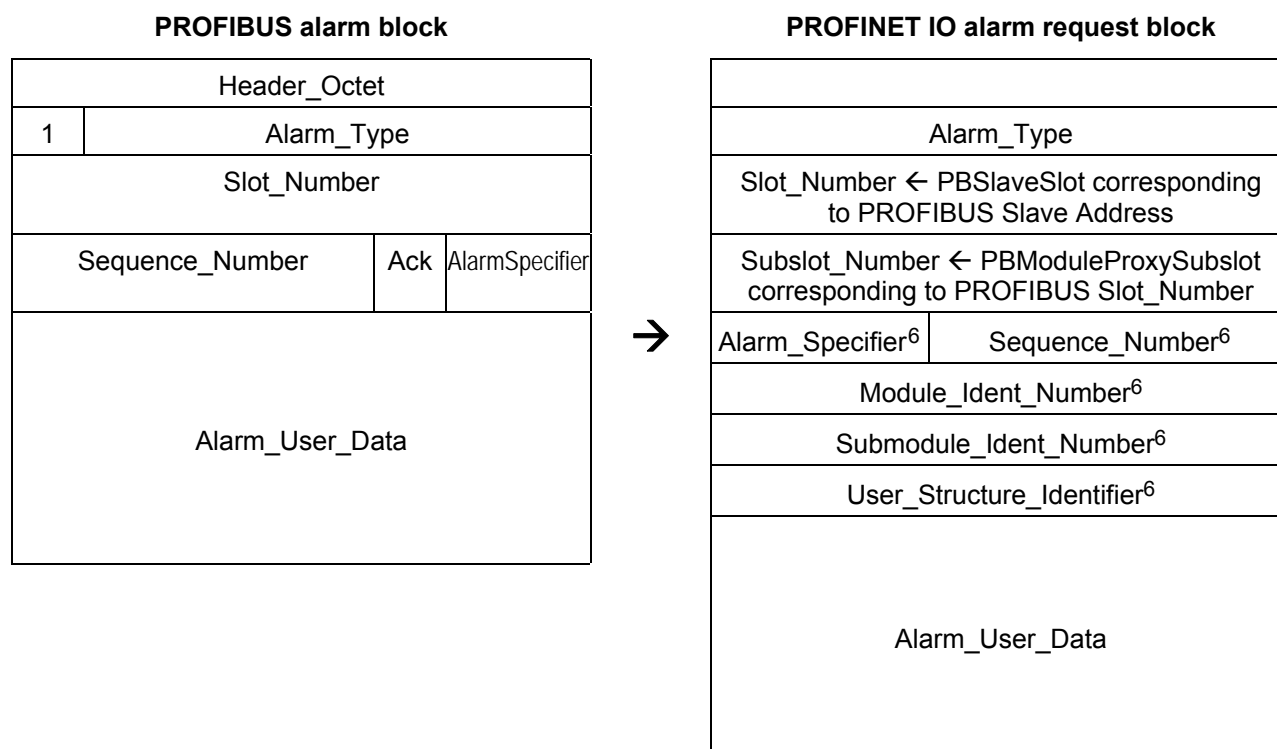 PROFIBUS alarm block
Header_Octet
1 Alarm_Type
Slot_Number
Sequence_Number Ack AlarmSpecifier
Alarm_User_Data
→
PROFINET IO alarm request block
Alarm_Type
Slot_Number ← PBSlaveSlot corresponding
to PROFIBUS Slave Address
Subslot_Number ← PBModuleProxySubslot
corresponding to PROFIBUS Slot_Number
Alarm_Specifier⁶ Sequence_Number⁶
Module_Ident_Number⁶
Submodule_Ident_Number⁶
User_Structure_Identifier⁶
Alarm_User_Data